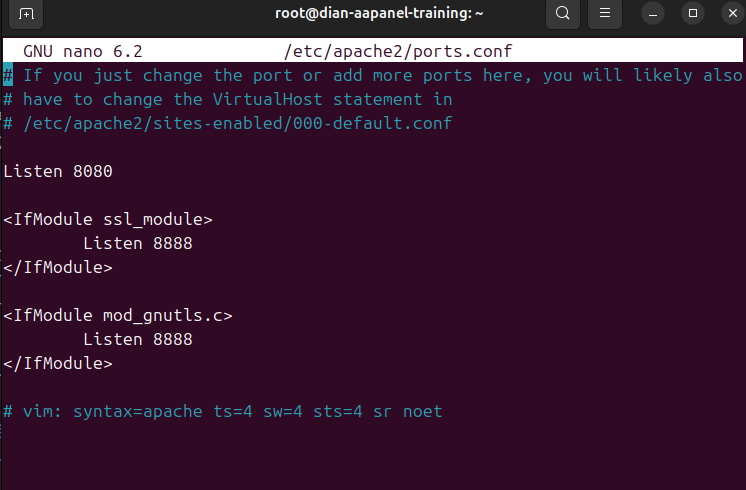 root@dian-aapanel-training: ~
GNU nano 6.2 /etc/apache2/ports.conf
# If you just change the port or add more ports here, you will likely also
# have to change the VirtualHost statement in
# /etc/apache2/sites-enabled/000-default.conf
Listen 8080
<IfModule ssl_module>
Listen 8888
</IfModule>
<IfModule mod_gnutls.c>
Listen 8888
</IfModule>
# vim: syntax=apache ts=4 sw=4 sts=4 sr noet